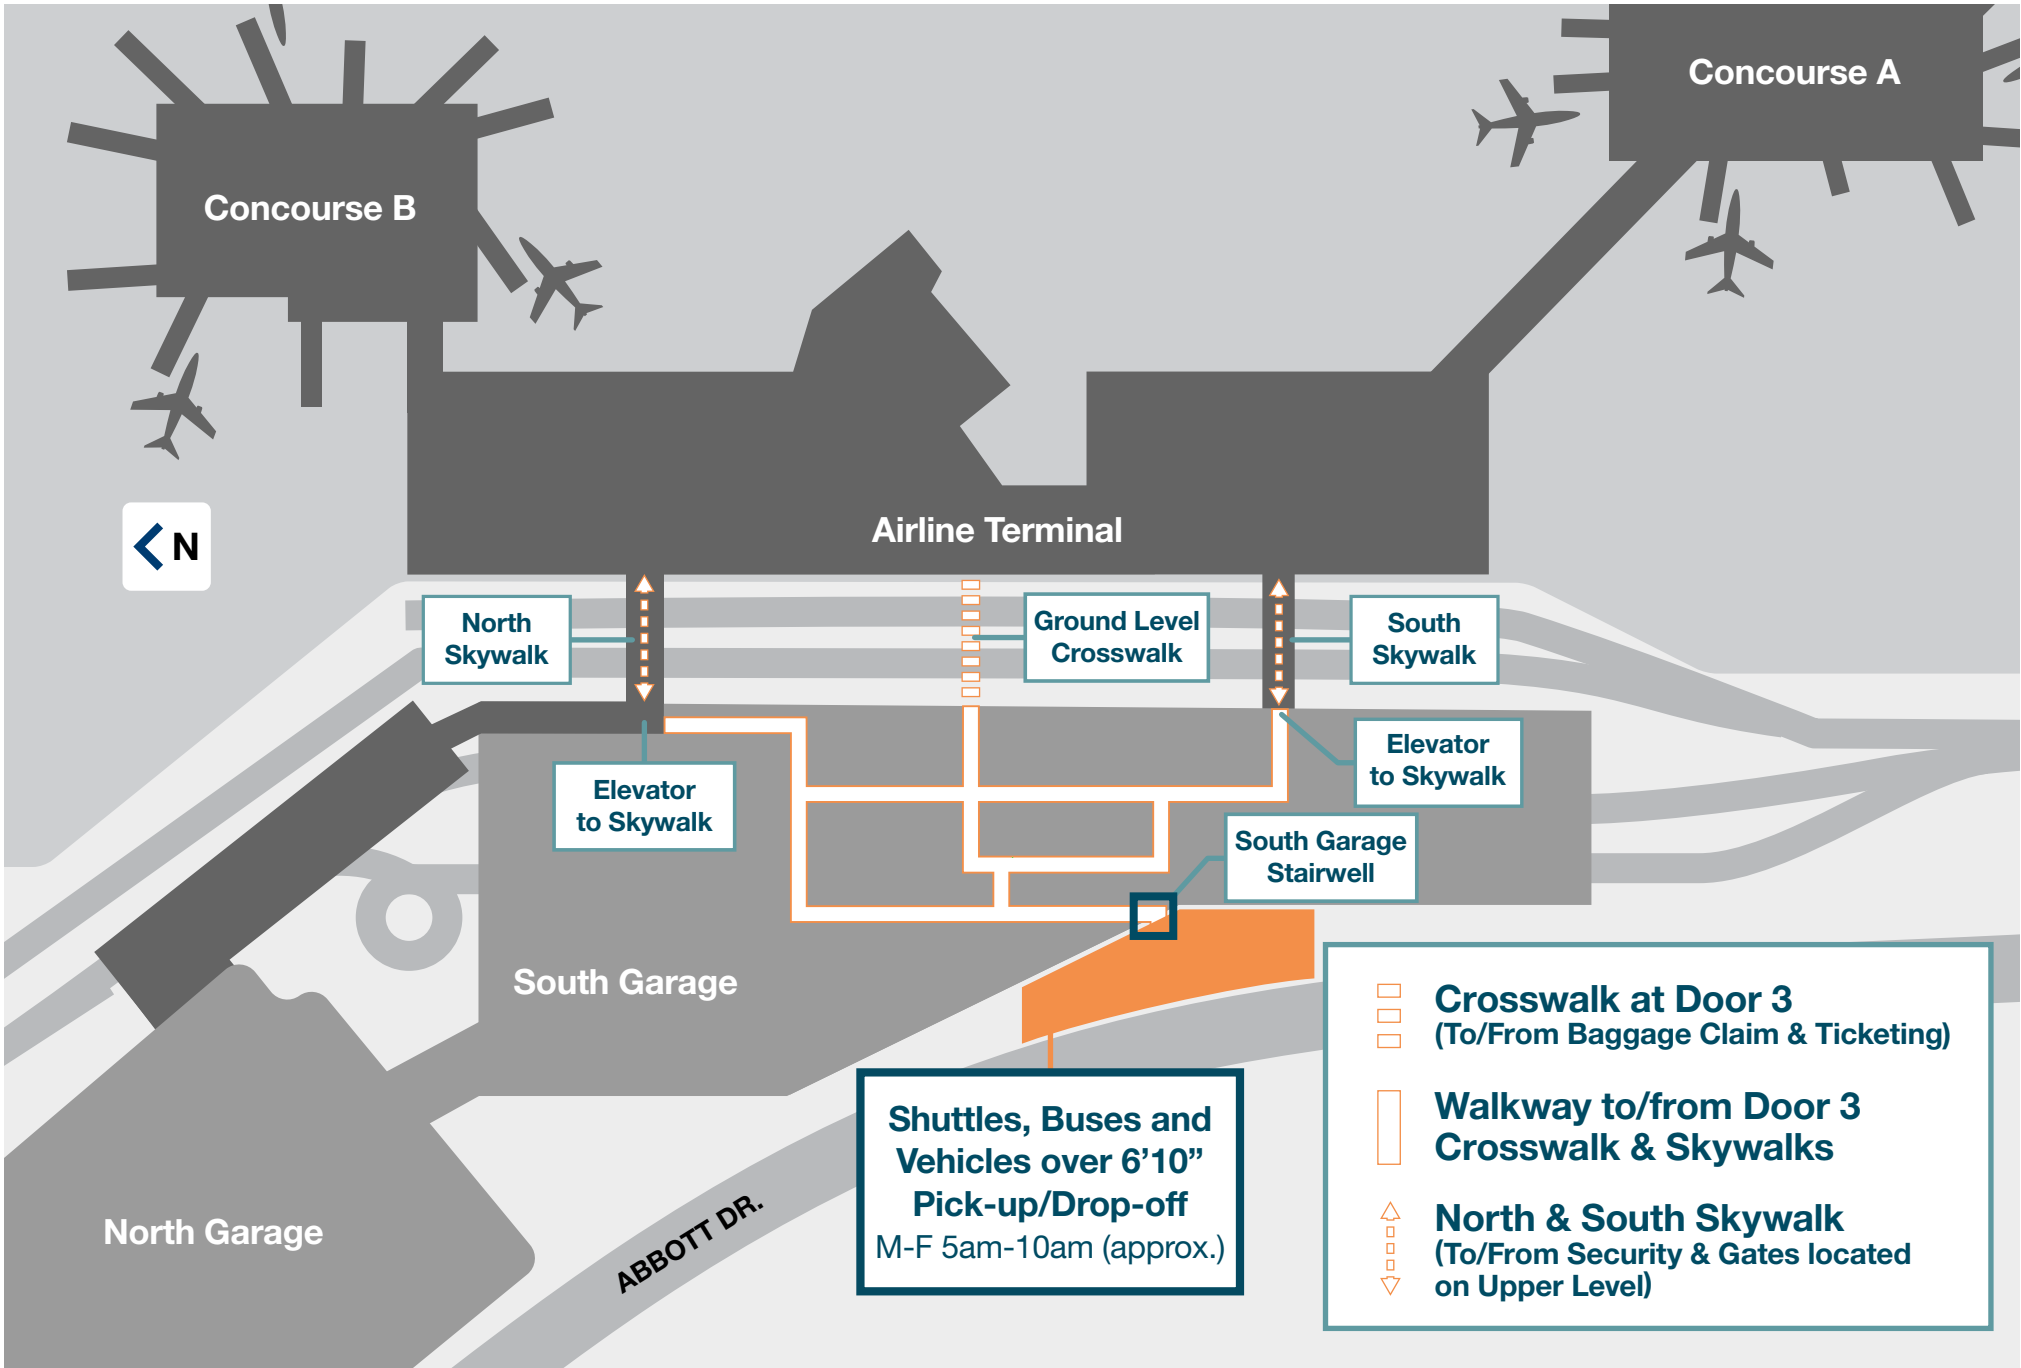 Concourse A
Concourse B
N
Airline Terminal
North
Skywalk
Ground Level
Crosswalk
South
Skywalk
Elevator
to Skywalk
Elevator
to Skywalk
South Garage
Stairwell
South Garage
North Garage
ABBOTT DR.
Shuttles, Buses and
Vehicles over 6’10”
Pick-up/Drop-off
M-F 5am-10am (approx.)
Crosswalk at Door 3
(To/From Baggage Claim & Ticketing)
Walkway to/from Door 3
Crosswalk & Skywalks
North & South Skywalk
(To/From Security & Gates located
on Upper Level)